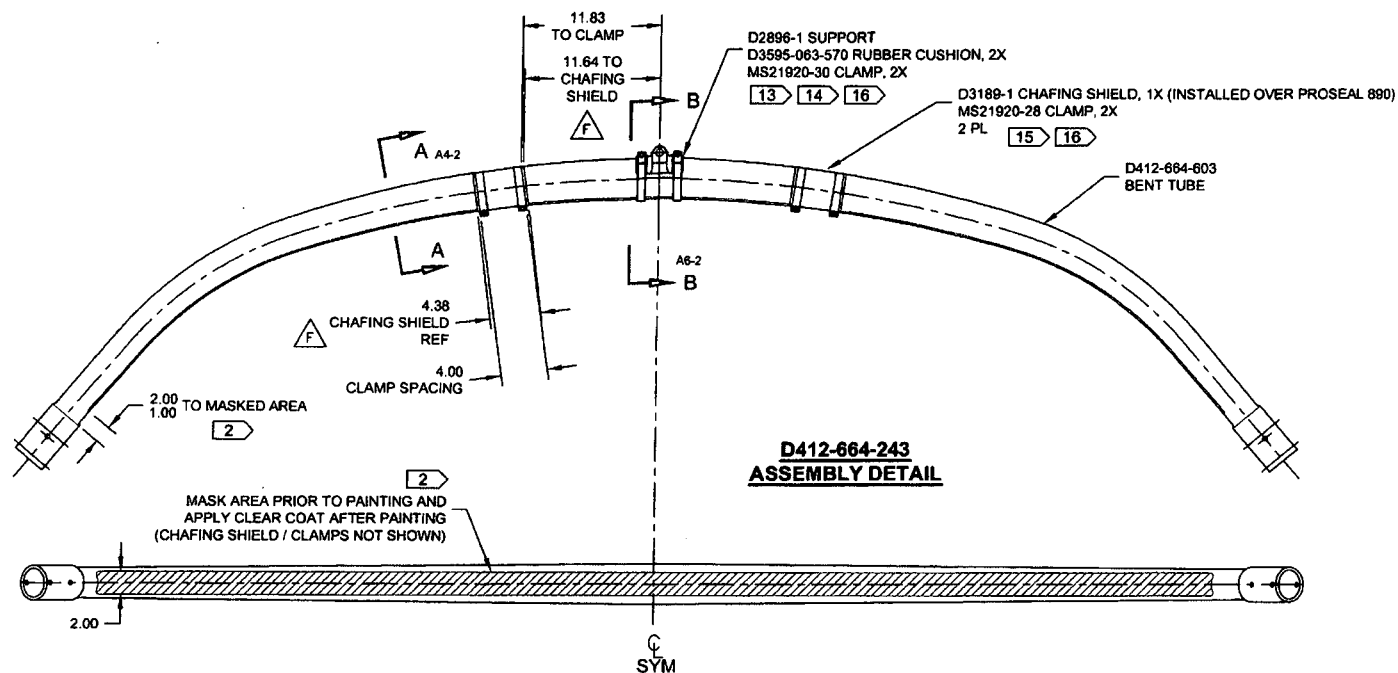 11.83
TO CLAMP
11.64 TO
CHAFING
SHIELD
F
B
D2896-1 SUPPORT
D3595-063-570 RUBBER CUSHION, 2X
MS21920-30 CLAMP, 2X
13 14 16
D3189-1 CHAFING SHIELD, 1X (INSTALLED OVER PROSEAL 890)
MS21920-28 CLAMP, 2X
2 PL 15 16
D412-664-603
BENT TUBE
A A4-2
A
A6-2
B
4.38
CHAFING SHIELD
REF
F
4.00
CLAMP SPACING
2.00
1.00 TO MASKED AREA
2
D412-664-243
ASSEMBLY DETAIL
2
MASK AREA PRIOR TO PAINTING AND
APPLY CLEAR COAT AFTER PAINTING
(CHAFING SHIELD / CLAMPS NOT SHOWN)
2.00
CL
SYM